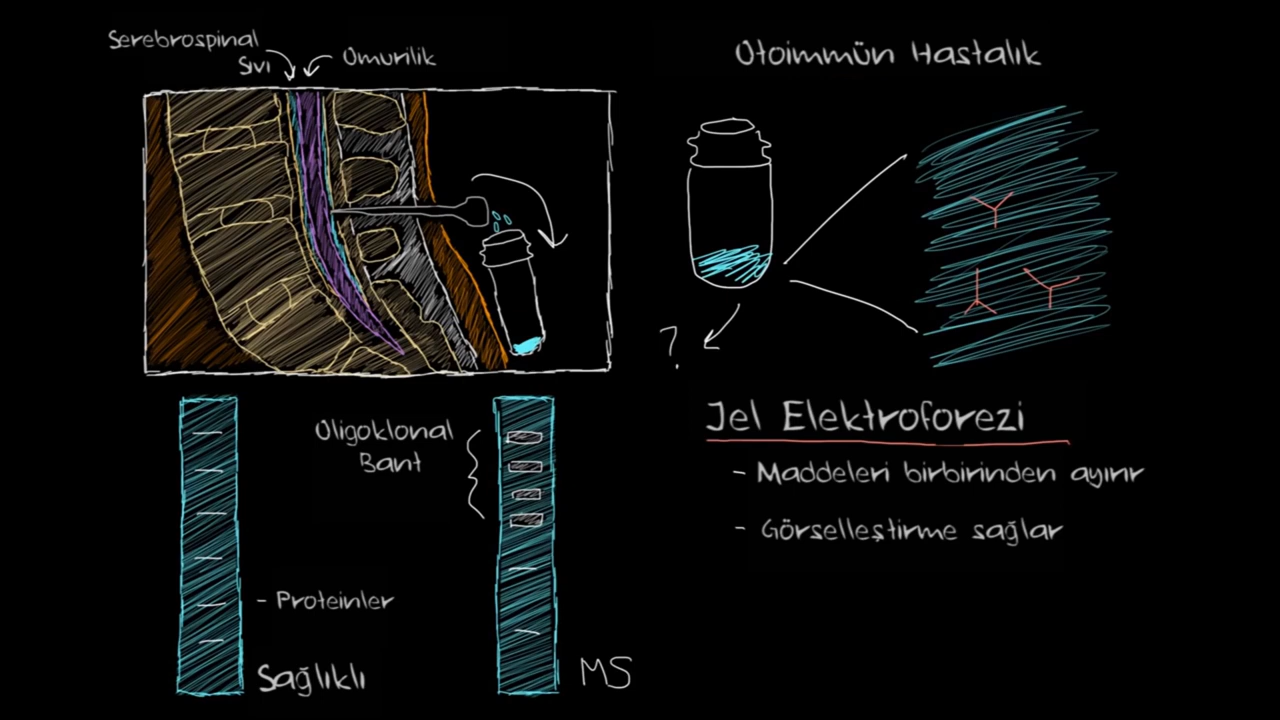 Serebrospinal
Sıvı
Omurilik
Otoimmün Hastalık
?
Jel Elektroforezi
- Maddeleri birbirinden ayırır
- Görselleştirme sağlar
Oligoklonal
Bant
- Proteinler
Sağlıklı
MS